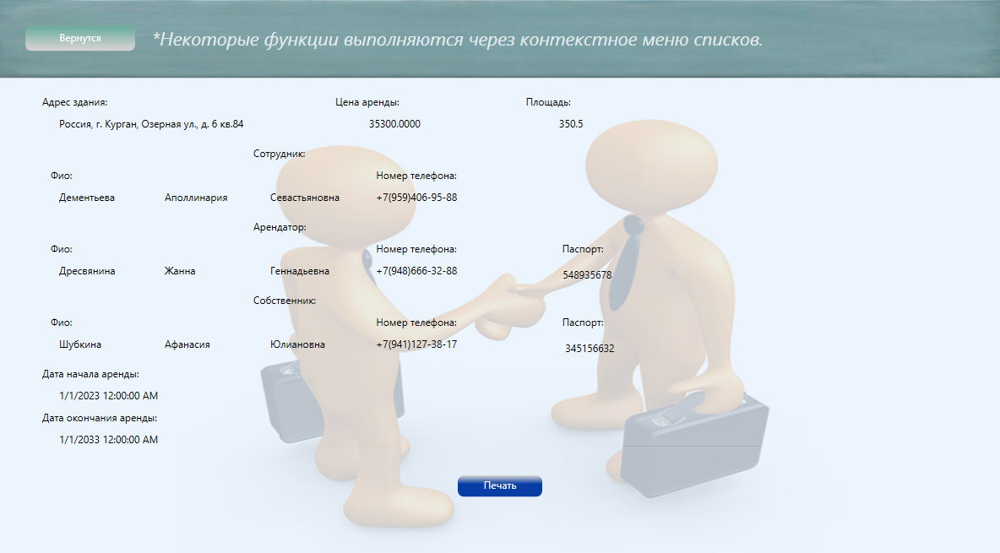 Вернутся
*Некоторые функции выполняются через контекстное меню списков.
Адрес здания: Цена аренды: Площадь:
Россия, г. Курган, Озерная ул., д. 6 кв.84 35300.0000 350.5
Сотрудник:
Фио: Номер телефона:
Дементьева Аполлинария Севастьяновна +7(959)406-95-88
Арендатор:
Фио: Номер телефона: Паспорт:
Дресвянина Жанна Геннадьевна +7(948)666-32-88 548935678
Собственник:
Фио: Номер телефона: Паспорт:
Шубкина Афанасия Юлиановна +7(941)127-38-17 345156632
Дата начала аренды:
1/1/2023 12:00:00 AM
Дата окончания аренды:
1/1/2033 12:00:00 AM
Печать